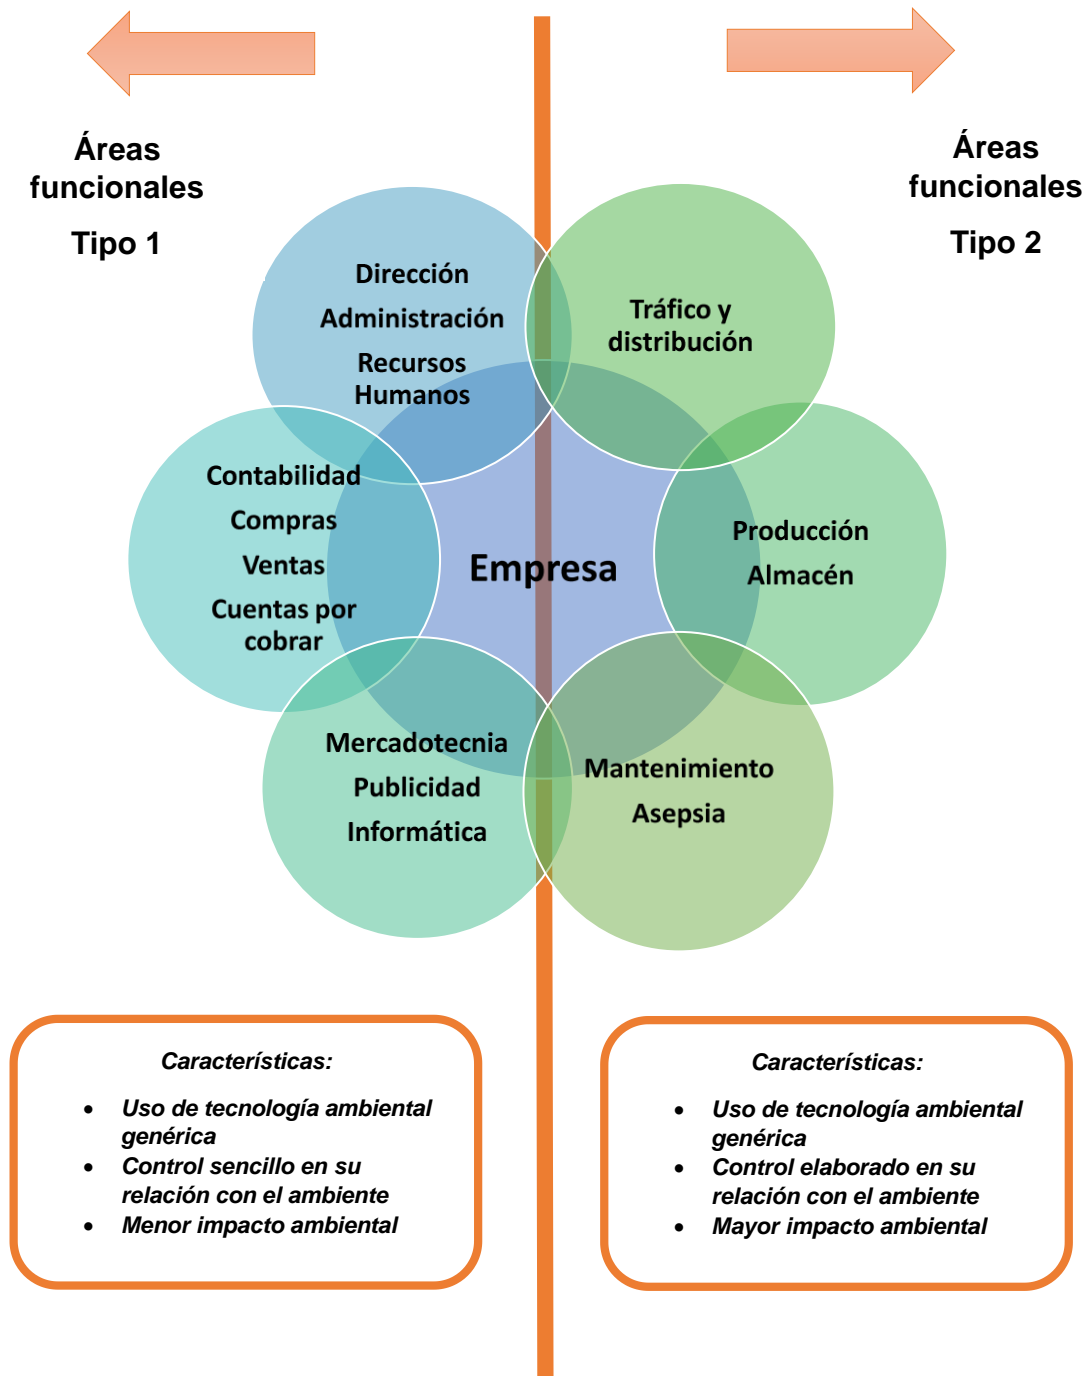 Áreas
funcionales
Tipo 1
Áreas
funcionales
Tipo 2
Dirección
Administración
Recursos
Humanos
Tráfico y
distribución
Contabilidad
Compras
Ventas
Cuentas por
cobrar
Empresa
Producción
Almacén
Mercadotecnia
Publicidad
Informática
Mantenimiento
Asepsia
Características:
• Uso de tecnología ambiental
genérica
• Control sencillo en su
relación con el ambiente
• Menor impacto ambiental
Características:
• Uso de tecnología ambiental
genérica
• Control elaborado en su
relación con el ambiente
• Mayor impacto ambiental